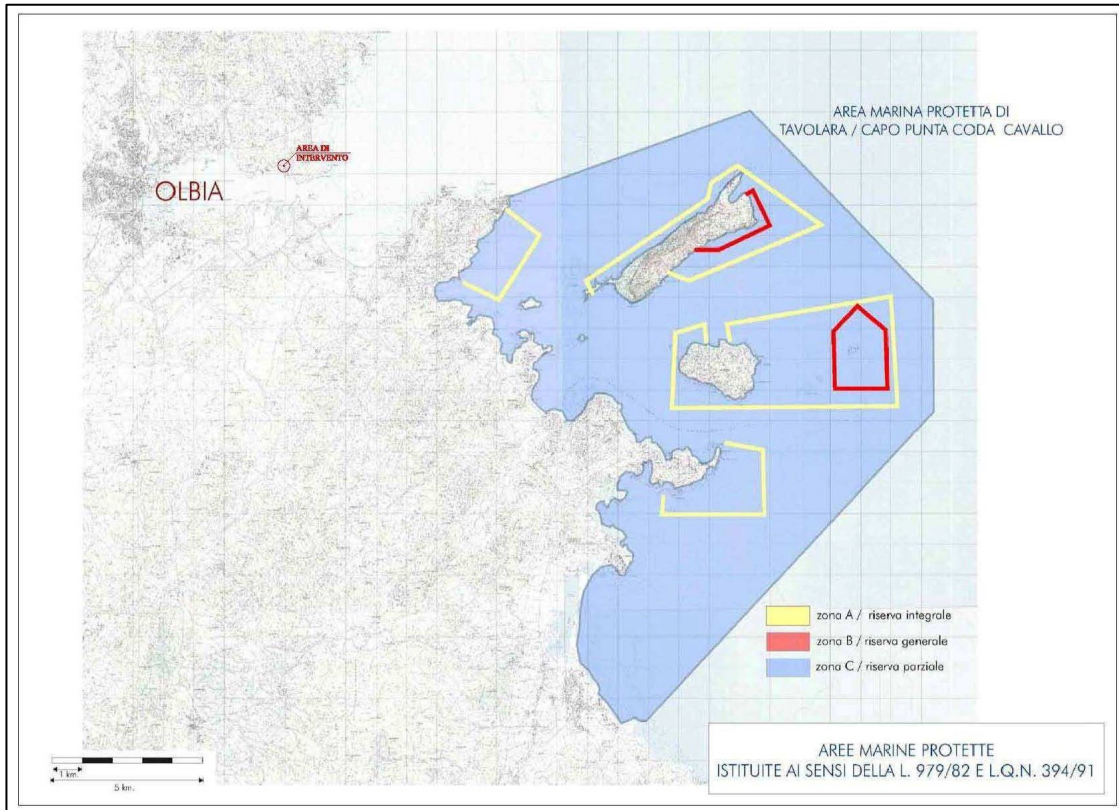 AREA MARINA PROTETTA DI
TAVOLARA / CAPO PUNTA CODA CAVALLO
AREA DI
INTERVENTO
OLBIA
zona A / riserva integrale
zona B / riserva generale
zona C / riserva parziale
1 km.
5 km.
AREE MARINE PROTETTE
ISTITUITE AI SENSI DELLA L. 979/82 E L.Q.N. 394/91